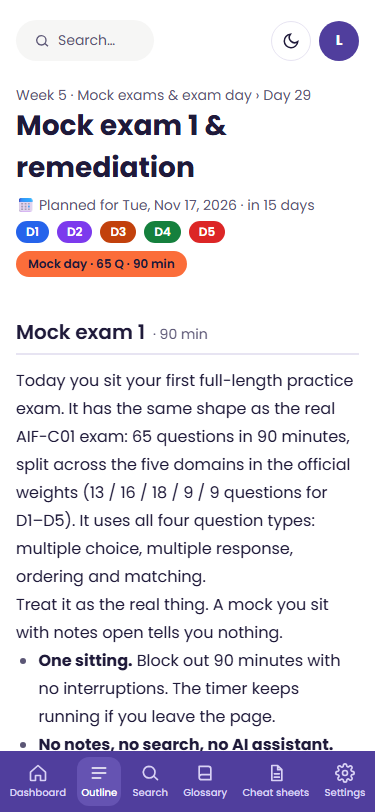 Search...
L
Week 5 · Mock exams & exam day › Day 29
Mock exam 1 &
remediation
Planned for Tue, Nov 17, 2026 · in 15 days
D1 D2 D3 D4 D5
Mock day · 65 Q · 90 min
Mock exam 1 · 90 min
Today you sit your first full-length practice
exam. It has the same shape as the real
AIF-C01 exam: 65 questions in 90 minutes,
split across the five domains in the official
weights (13 / 16 / 18 / 9 / 9 questions for
D1–D5). It uses all four question types:
multiple choice, multiple response,
ordering and matching.
Treat it as the real thing. A mock you sit
with notes open tells you nothing.
• One sitting. Block out 90 minutes with
no interruptions. The timer keeps
running if you leave the page.
• No notes, no search, no AI assistant.
Dashboard Outline Search Glossary Cheat sheets Settings